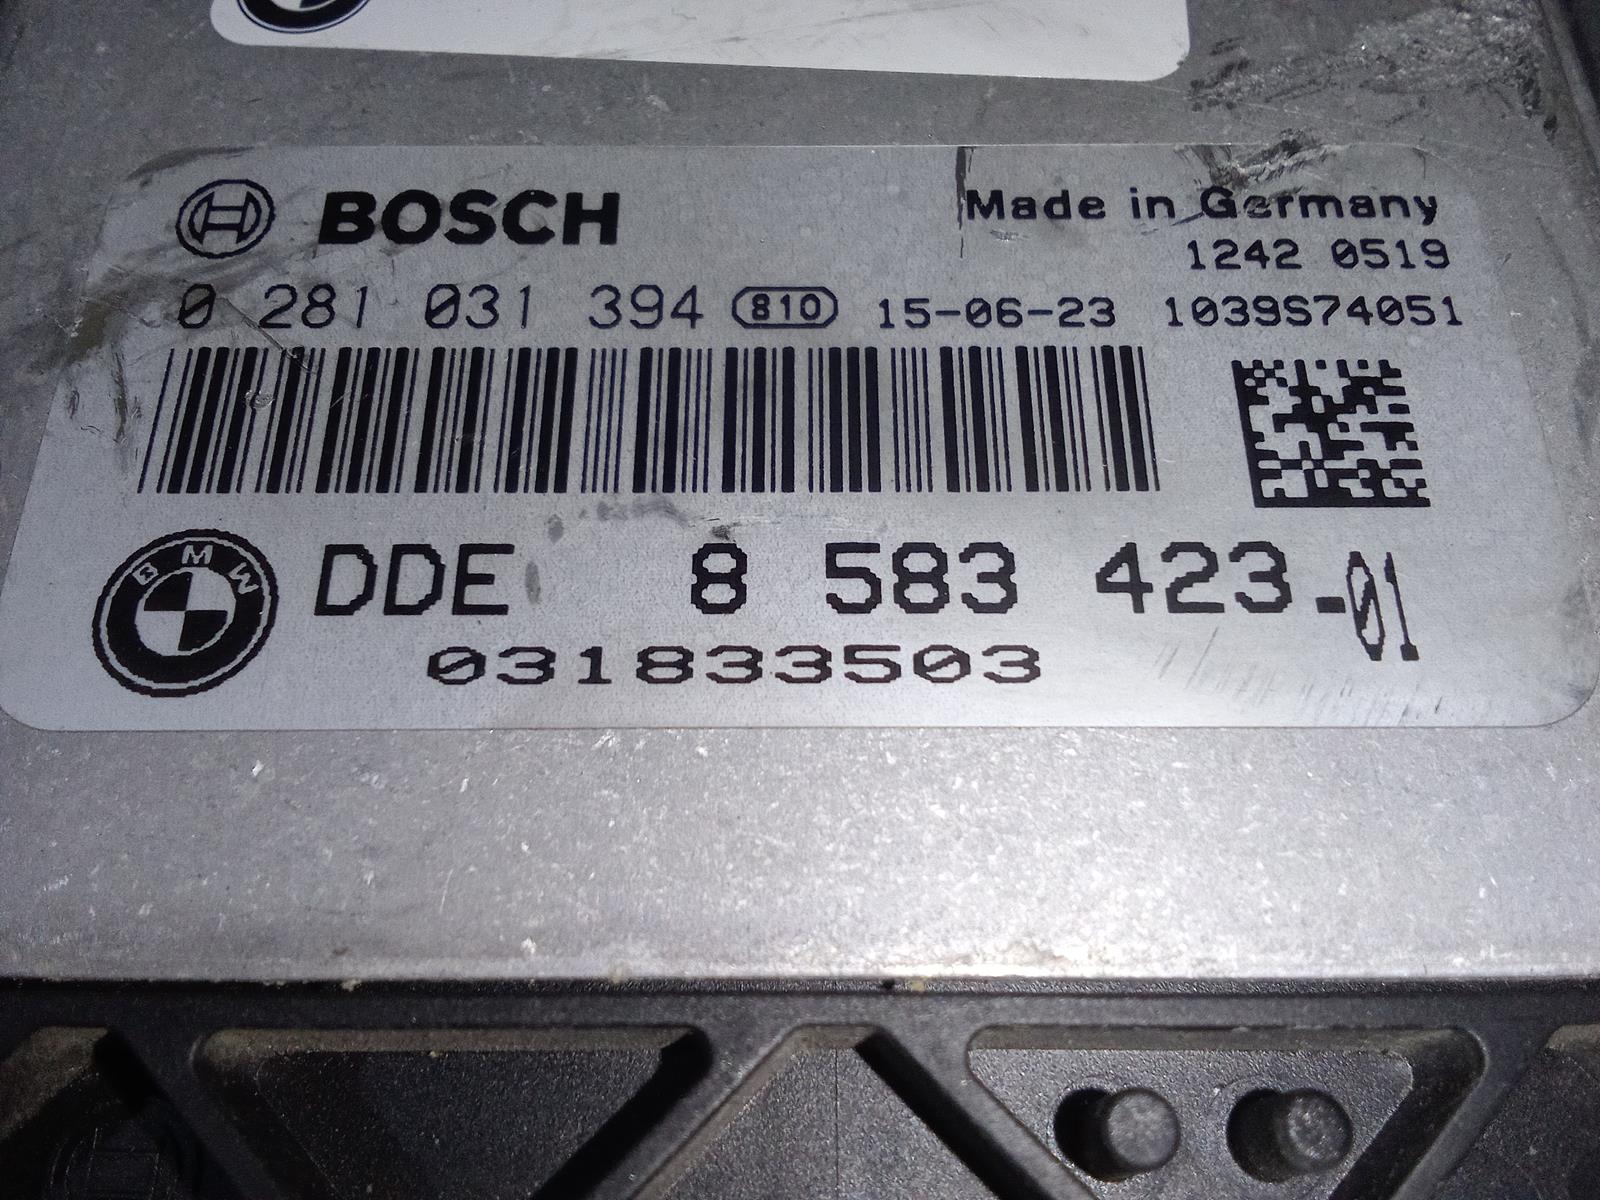 BOSCH
Made in Germany
1242 0519
0 281 031 394 810 15-06-23 1039S74051
BMW
DDE 8 583 423.-01
031833503